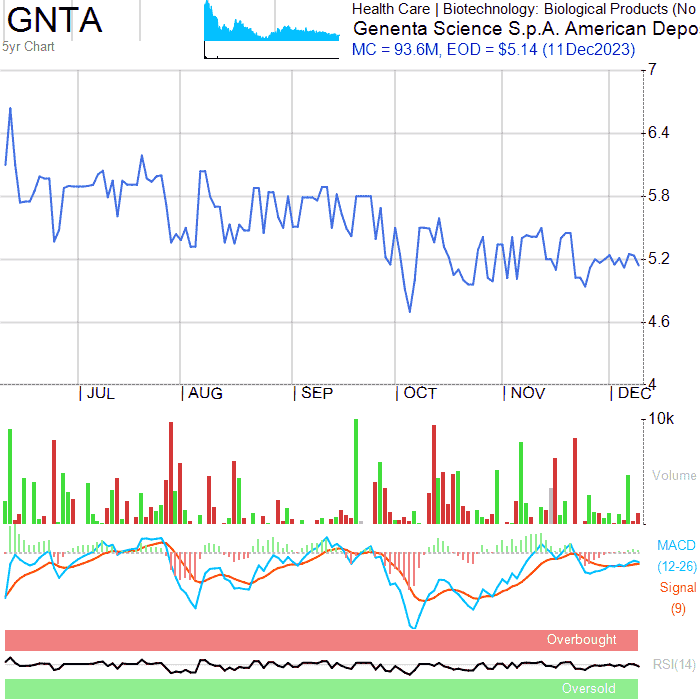 GNTA
5yr Chart
Health Care | Biotechnology: Biological Products (No
Genenta Science S.p.A. American Depo
MC = 93.6M, EOD = $5.14 (11Dec2023)
7
6.4
5.8
5.2
4.6
4
| JUL | AUG | SEP | OCT | NOV | DEC
10k
Volume
MACD
(12-26)
Signal
(9)
Overbought
RSI(14)
Oversold